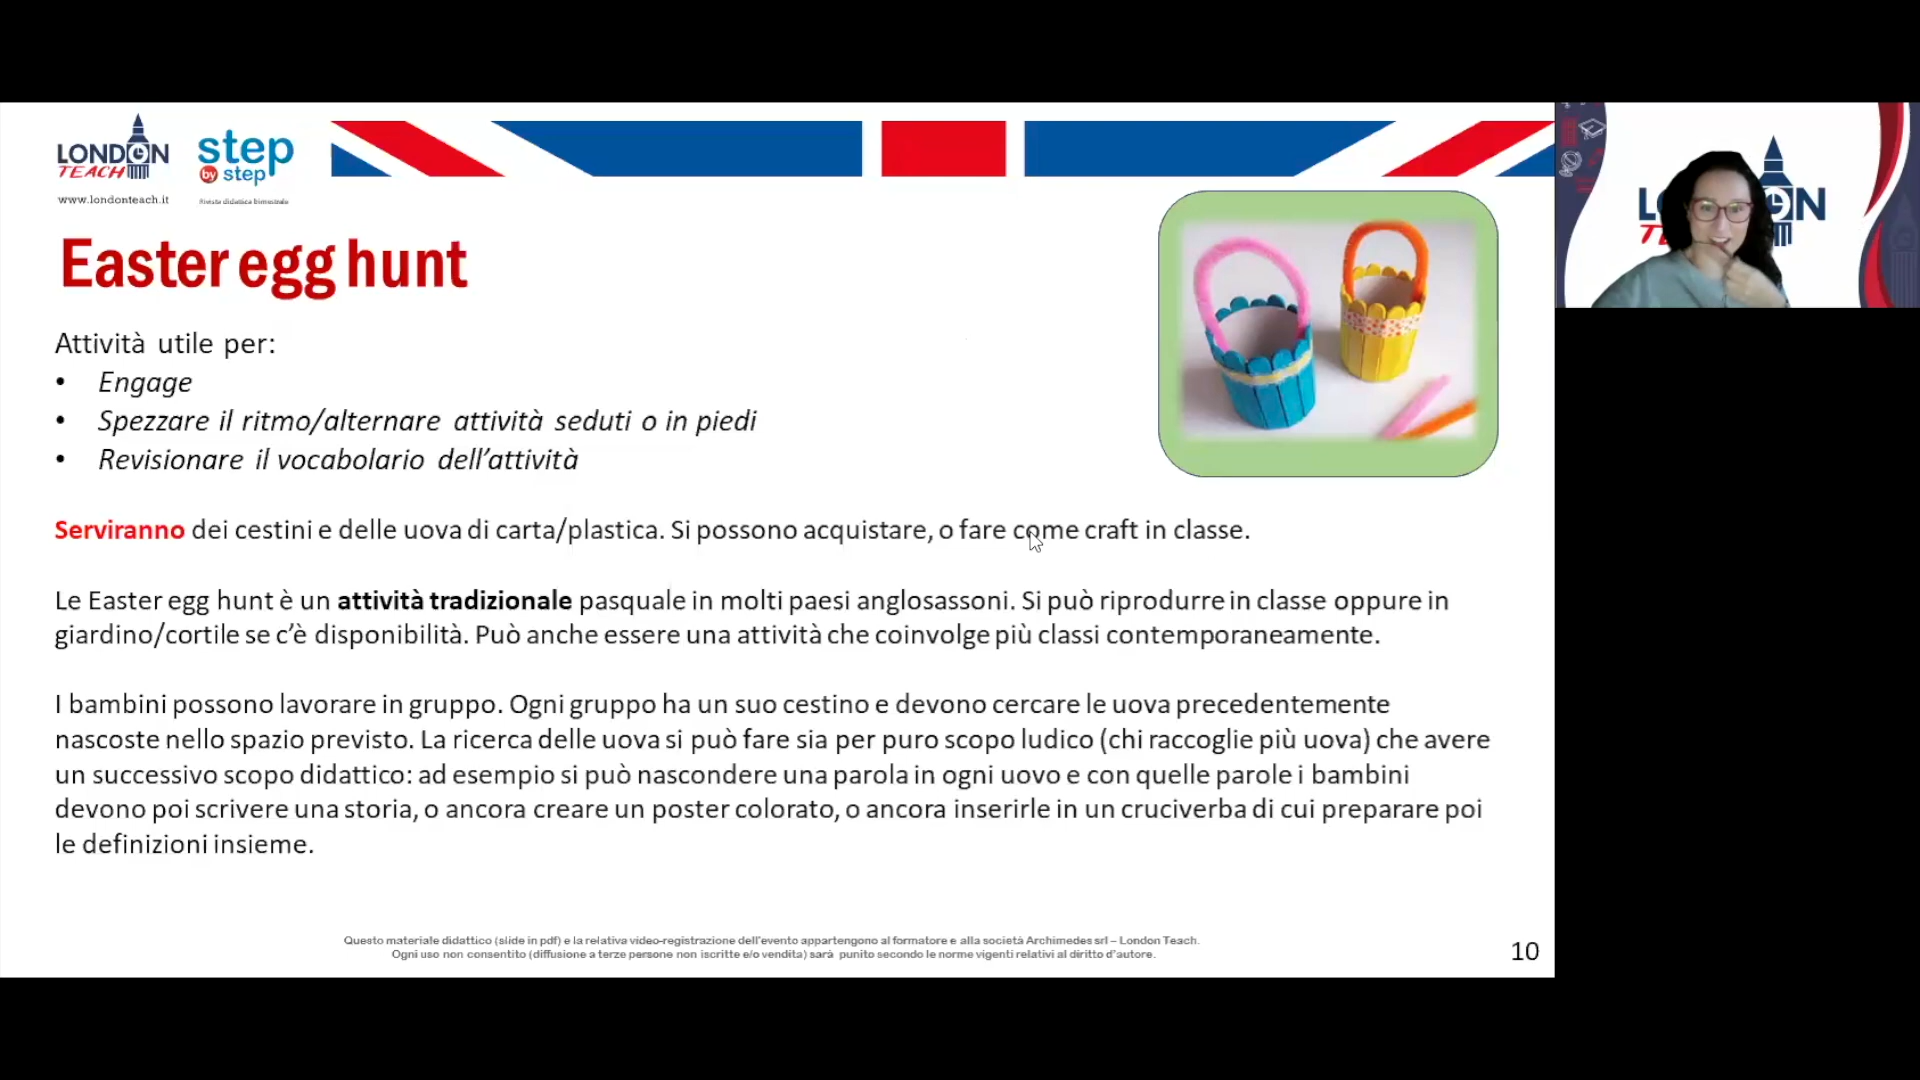 LONDON
TEACH
www.londonteach.it
step
by step
Rivista didattica bimestrale
Easter egg hunt
Attività utile per:
• Engage
• Spezzare il ritmo/alternare attività seduti o in piedi
• Revisionare il vocabolario dell'attività
Serviranno dei cestini e delle uova di carta/plastica. Si possono acquistare, o fare come craft in classe.
Le Easter egg hunt è un attività tradizionale pasquale in molti paesi anglosassoni. Si può riprodurre in classe oppure in
giardino/cortile se c'è disponibilità. Può anche essere una attività che coinvolge più classi contemporaneamente.
I bambini possono lavorare in gruppo. Ogni gruppo ha un suo cestino e devono cercare le uova precedentemente
nascoste nello spazio previsto. La ricerca delle uova si può fare sia per puro scopo ludico (chi raccoglie più uova) che avere
un successivo scopo didattico: ad esempio si può nascondere una parola in ogni uovo e con quelle parole i bambini
devono poi scrivere una storia, o ancora creare un poster colorato, o ancora inserirle in un cruciverba di cui preparare poi
le definizioni insieme.
Questo materiale didattico (slide in pdf) e la relativa video-registrazione dell'evento appartengono al formatore e alla società Archimedes srl – London Teach.
Ogni uso non consentito (diffusione a terze persone non iscritte e/o vendita) sarà punito secondo le norme vigenti relativi al diritto d'autore.
10